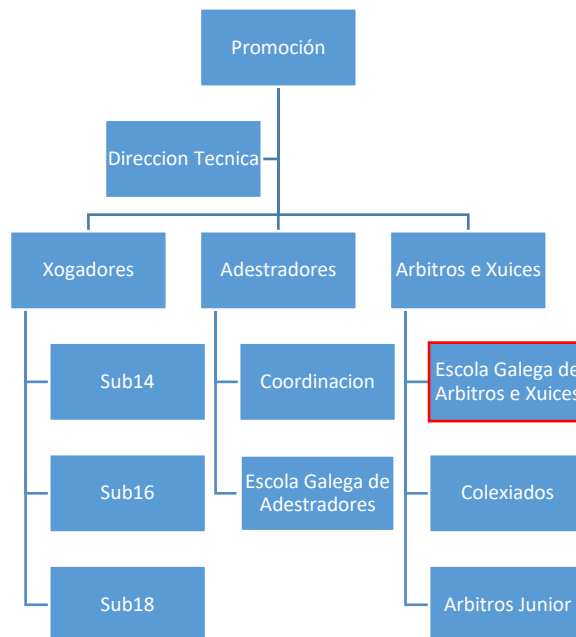 Promoción
Direccion Tecnica
Xogadores
Adestradores
Arbitros e Xuices
Sub14
Coordinacion
Escola Galega de
Arbitros e Xuices
Sub16
Escola Galega de
Adestradores
Colexiados
Sub18
Arbitros Junior